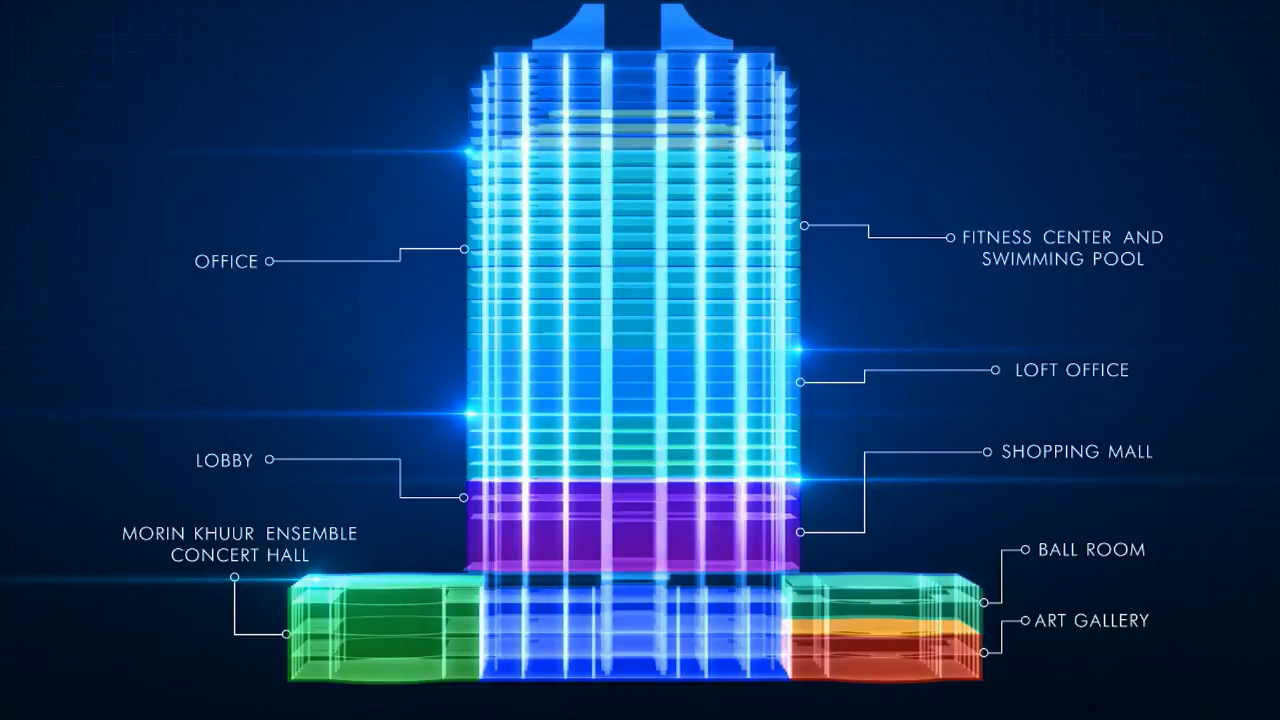 OFFICE
FITNESS CENTER AND
SWIMMING POOL
LOFT OFFICE
LOBBY
SHOPPING MALL
MORIN KHUUR ENSEMBLE
CONCERT HALL
BALL ROOM
ART GALLERY